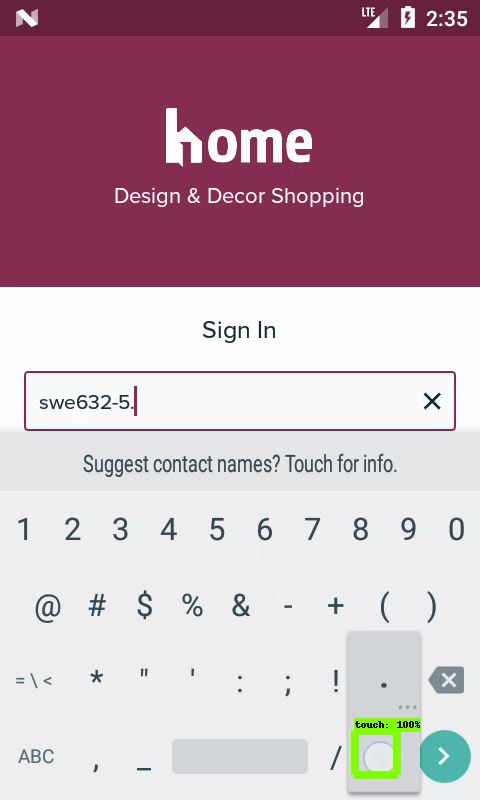 LTE 2:35
home
Design & Decor Shopping
Sign In
swe632-5.
Suggest contact names? Touch for info.
1 2 3 4 5 6 7 8 9 0
@ # $ % & - + ( )
= \ < * " ' : ; ! .
touch: 100%
ABC , _ /